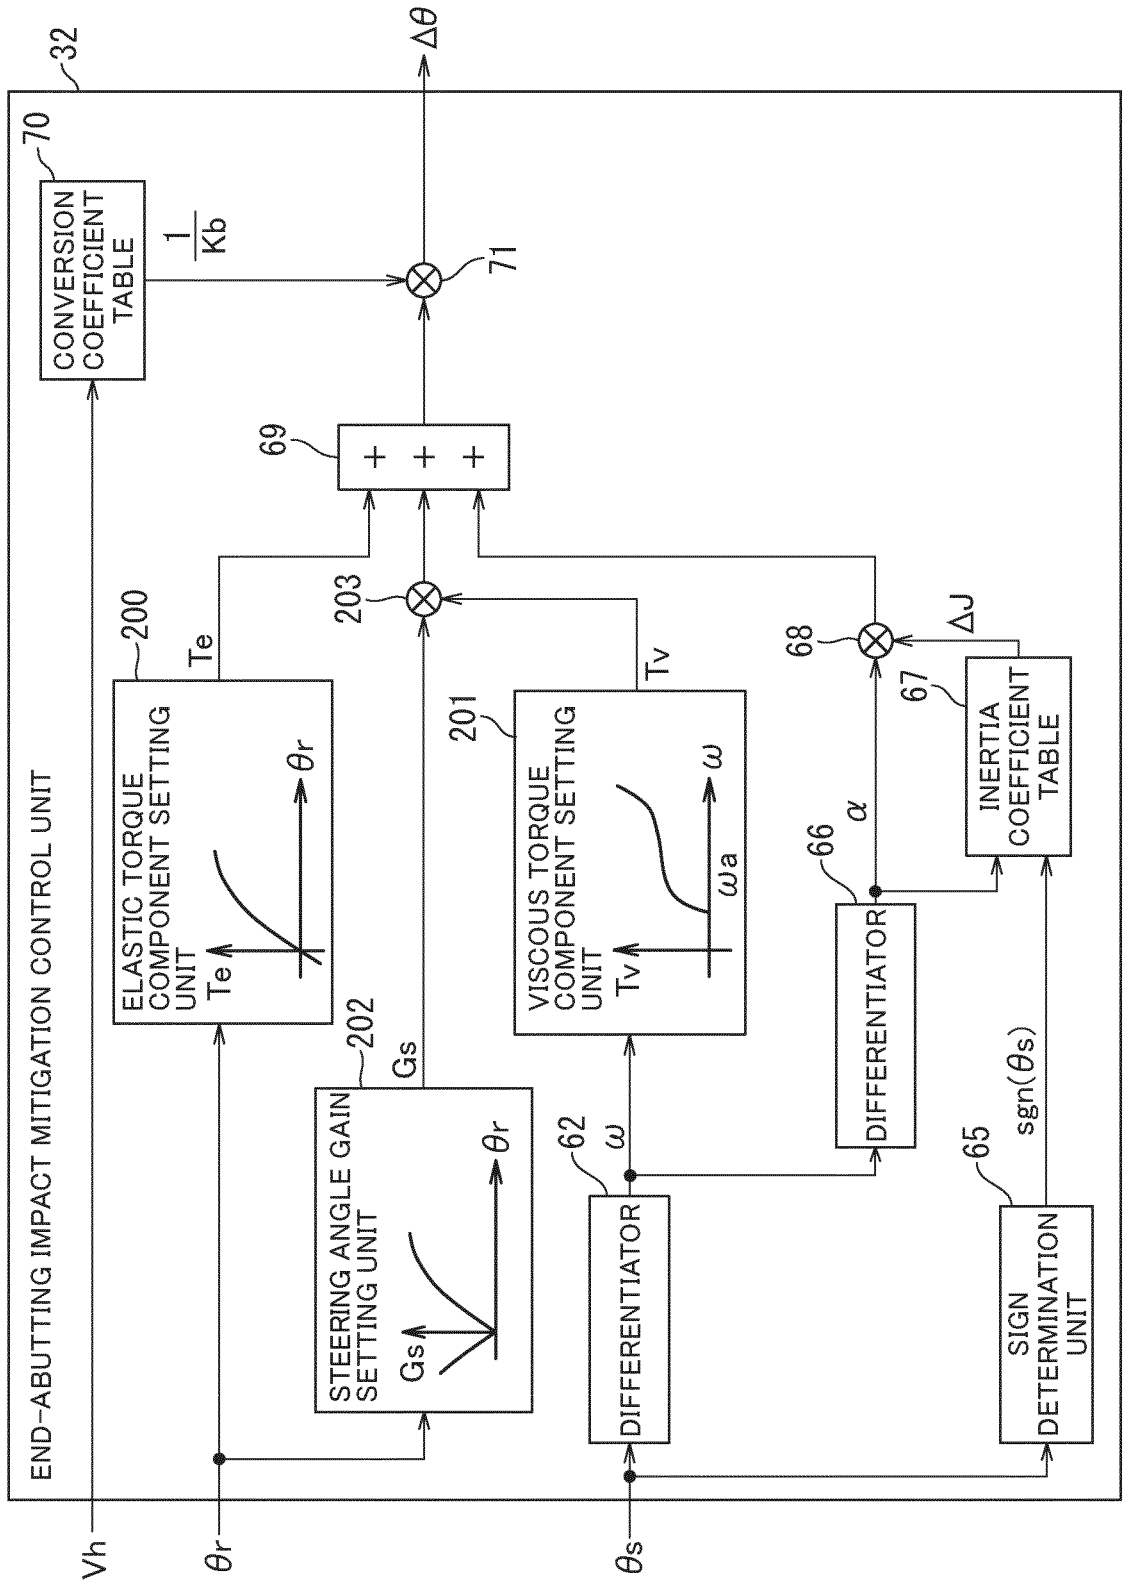 END-ABUTTING IMPACT MITIGATION CONTROL UNIT
32
Vh
70
CONVERSION
COEFFICIENT
TABLE
1
Kb
θr
200
ELASTIC TORQUE
COMPONENT SETTING
UNIT
Te
θr
Te
69
+
+
+
71
Δθ
202
STEERING ANGLE GAIN
SETTING UNIT
Gs
θr
Gs
203
201
VISCOUS TORQUE
COMPONENT SETTING
UNIT
Tv
ω
ωa
Tv
θs
62
DIFFERENTIATOR
ω
66
DIFFERENTIATOR
α
68
ΔJ
65
SIGN
DETERMINATION
UNIT
sgn(θs)
67
INERTIA
COEFFICIENT
TABLE